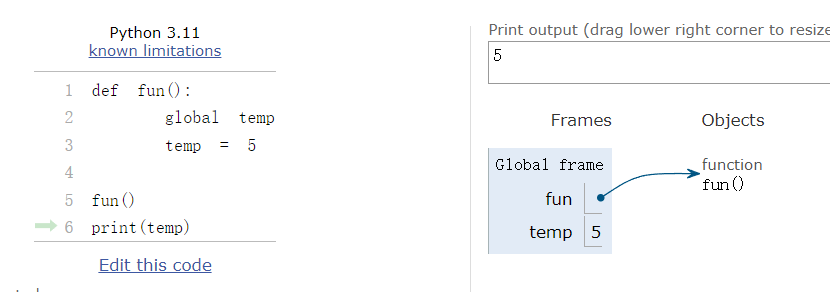 Python 3.11
known limitations
1 def fun():
2 global temp
3 temp = 5
4
5 fun()
6 print(temp)
Edit this code
Print output (drag lower right corner to resize
5
Frames Objects
Global frame
fun
temp 5
function
fun()